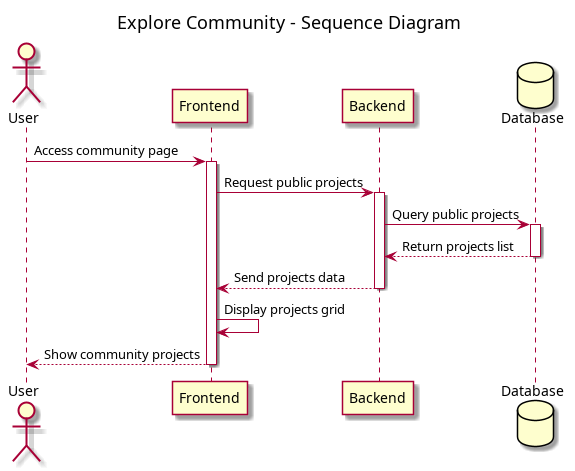 Explore Community - Sequence Diagram
User
Frontend
Backend
Database
Access community page
Request public projects
Query public projects
Return projects list
Send projects data
Display projects grid
Show community projects
User
Frontend
Backend
Database